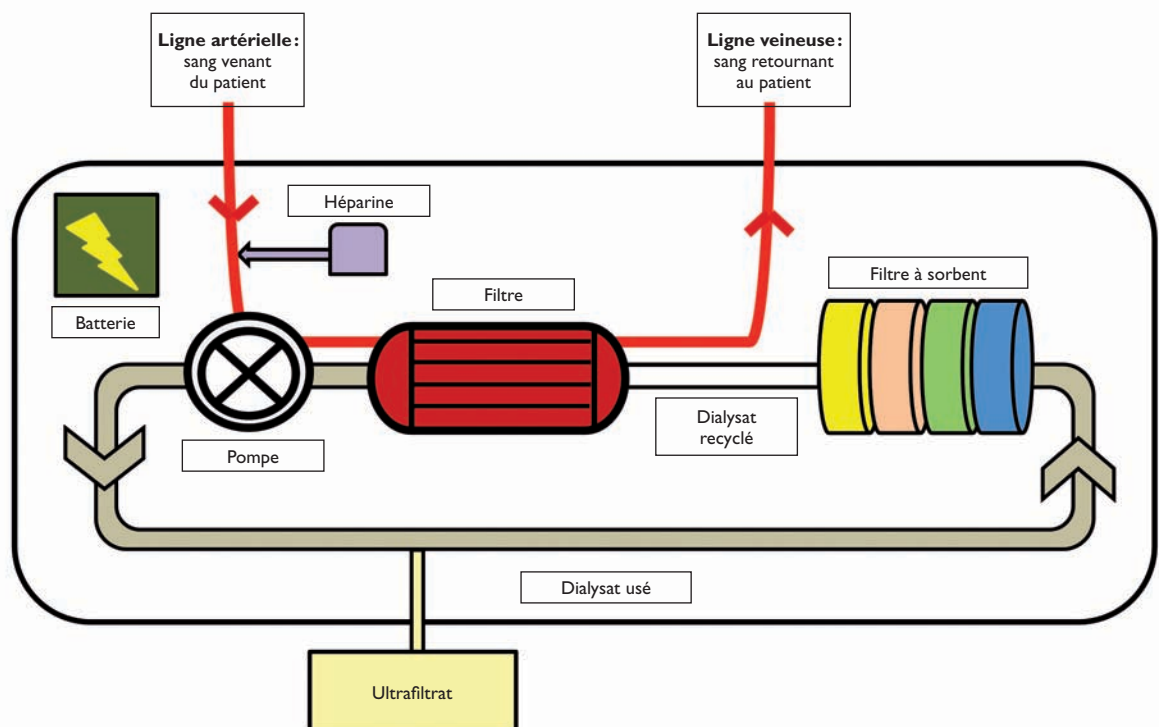 Ligne artérielle:
sang venant
du patient
Ligne veineuse:
sang retournant
au patient
Héparine
Batterie
Filtre
Filtre à sorbent
Pompe
Dialysat
recyclé
Dialysat usé
Ultrafiltrat